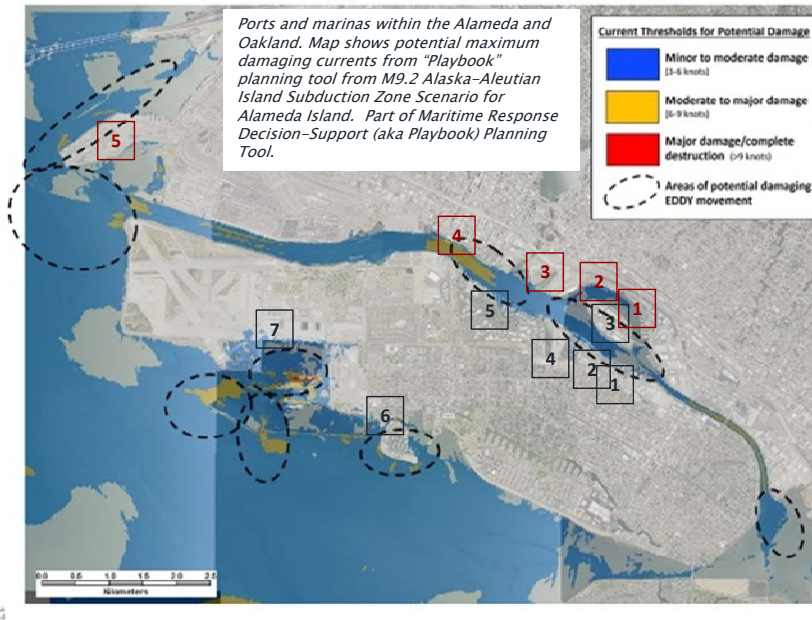 Ports and marinas within the Alameda and
Oakland. Map shows potential maximum
damaging currents from “Playbook”
planning tool from M9.2 Alaska-Aleutian
Island Subduction Zone Scenario for
Alameda Island.  Part of Maritime Response
Decision-Support (aka Playbook) Planning
Tool.
Current Thresholds for Potential Damage
Minor to moderate damage
[3-6 knots]
Moderate to major damage
[6-9 knots]
Major damage/complete
destruction (>9 knots)
Areas of potential damaging
EDDY movement
5
4
3
2
1
3
5
7
4
2
1
6
0.0 0.5 1.0 1.5 2.0 2.5
Kilometers